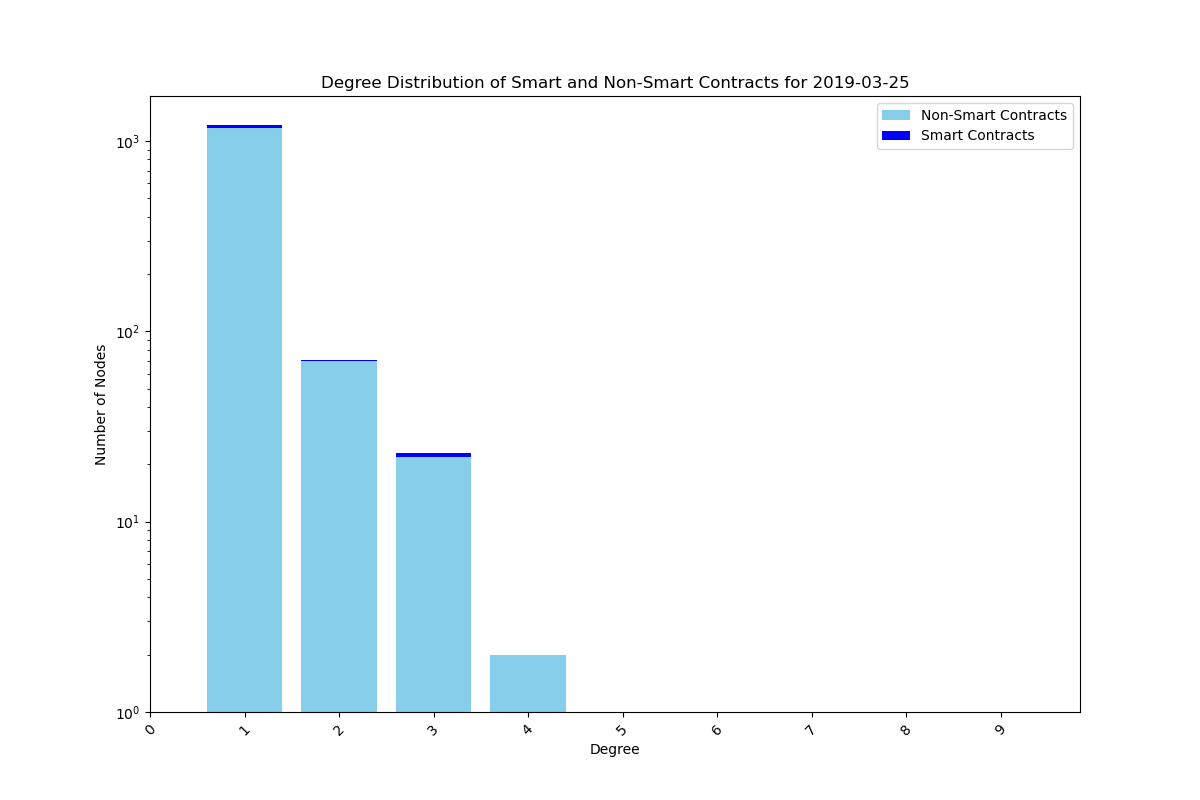 Degree Distribution of Smart and Non-Smart Contracts for 2019-03-25
Non-Smart Contracts
Smart Contracts
Number of Nodes
10³
10²
10¹
10⁰
0 1 2 3 4 5 6 7 8 9
Degree